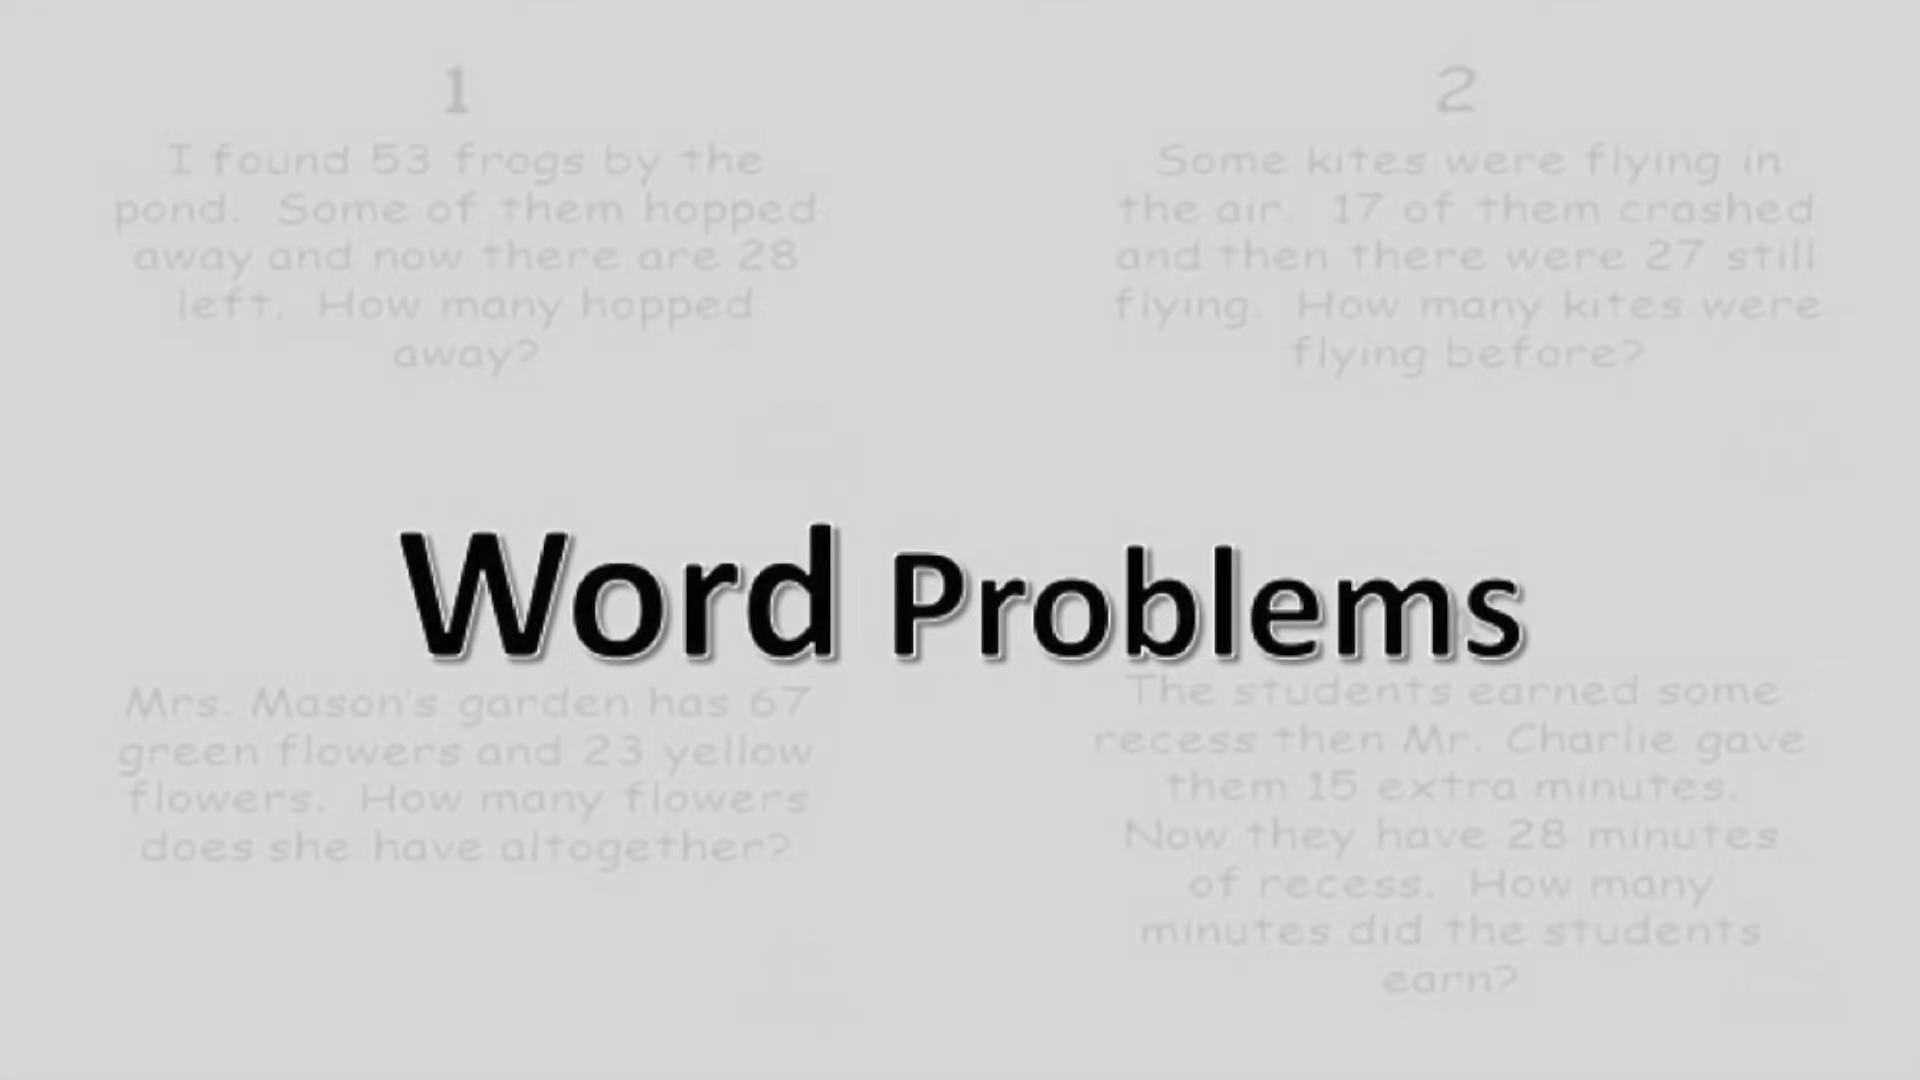 1
I found 53 frogs by the
pond. Some of them hopped
away and now there are 28
left. How many hopped
away?
2
Some kites were flying in
the air. 17 of them crashed
and then there were 27 still
flying. How many kites were
flying before?
Word Problems
Mrs. Mason's garden has 67
green flowers and 23 yellow
flowers. How many flowers
does she have altogether?
The students earned some
recess then Mr. Charlie gave
them 15 extra minutes.
Now they have 28 minutes
of recess. How many
minutes did the students
earn?